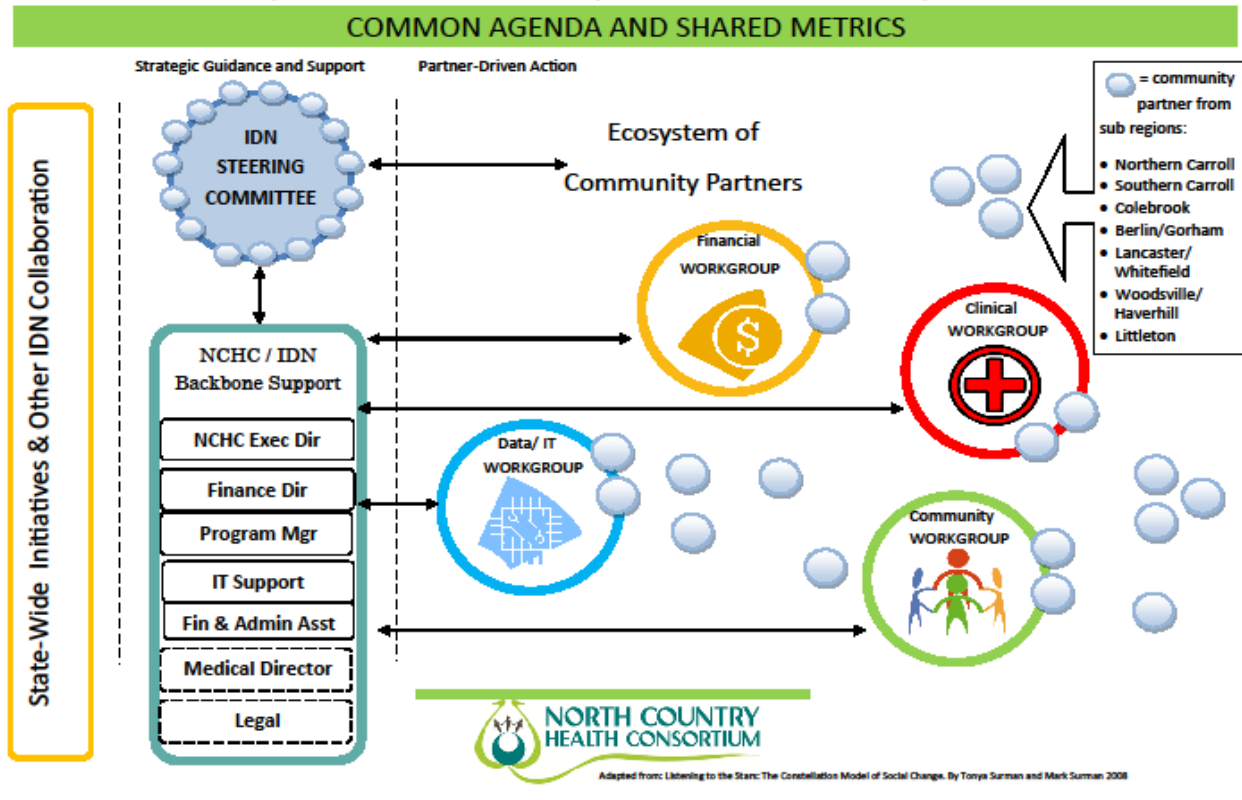 COMMON AGENDA AND SHARED METRICS
Strategic Guidance and Support
Partner-Driven Action
State-Wide Initiatives & Other IDN Collaboration
IDN
STEERING
COMMITTEE
Ecosystem of
Community Partners
= community
partner from
sub regions:
• Northern Carroll
• Southern Carroll
• Colebrook
• Berlin/Gorham
• Lancaster/
Whitefield
• Woodsville/
Haverhill
• Littleton
Financial
WORKGROUP
$
Clinical
WORKGROUP
NCHC / IDN
Backbone Support
NCHC Exec Dir
Finance Dir
Program Mgr
IT Support
Fin & Admin Asst
Medical Director
Legal
Data/ IT
WORKGROUP
Community
WORKGROUP
NORTH COUNTRY
HEALTH CONSORTIUM
Adapted from: Listening to the Stars: The Constellation Model of Social Change. By Tonya Surman and Mark Surman 2008